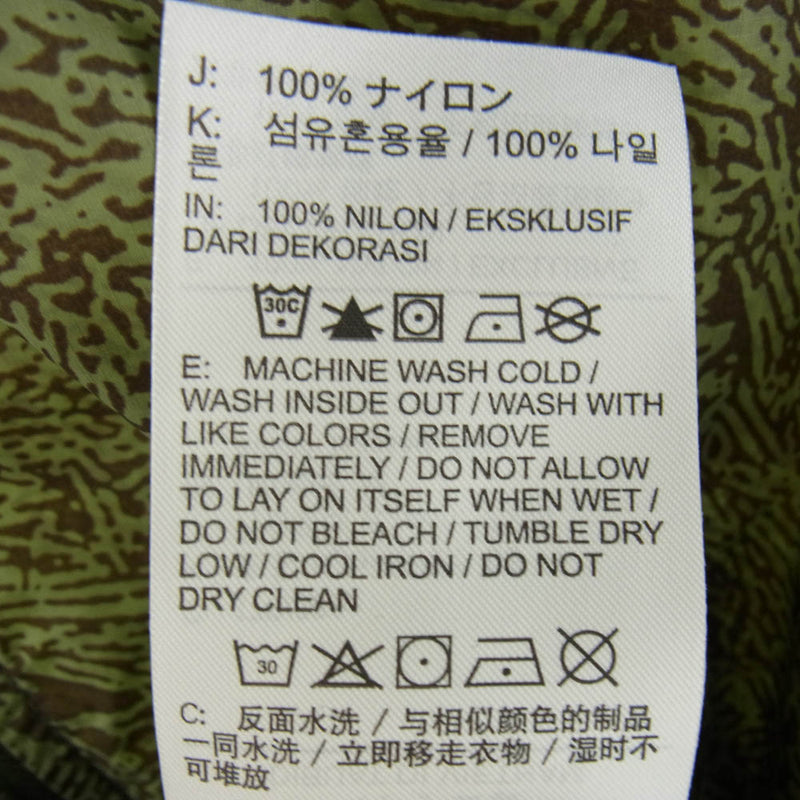 J: 100% ナイロン
K: 섬유혼용율 / 100% 나일
론
IN: 100% NILON / EKSKLUSIF
DARI DEKORASI
30C
E: MACHINE WASH COLD /
WASH INSIDE OUT / WASH WITH
LIKE COLORS / REMOVE
IMMEDIATELY / DO NOT ALLOW
TO LAY ON ITSELF WHEN WET /
DO NOT BLEACH / TUMBLE DRY
LOW / COOL IRON / DO NOT
DRY CLEAN
30
C: 反面水洗 / 与相似颜色的制品
一同水洗 / 立即移走衣物 / 湿时不
可堆放